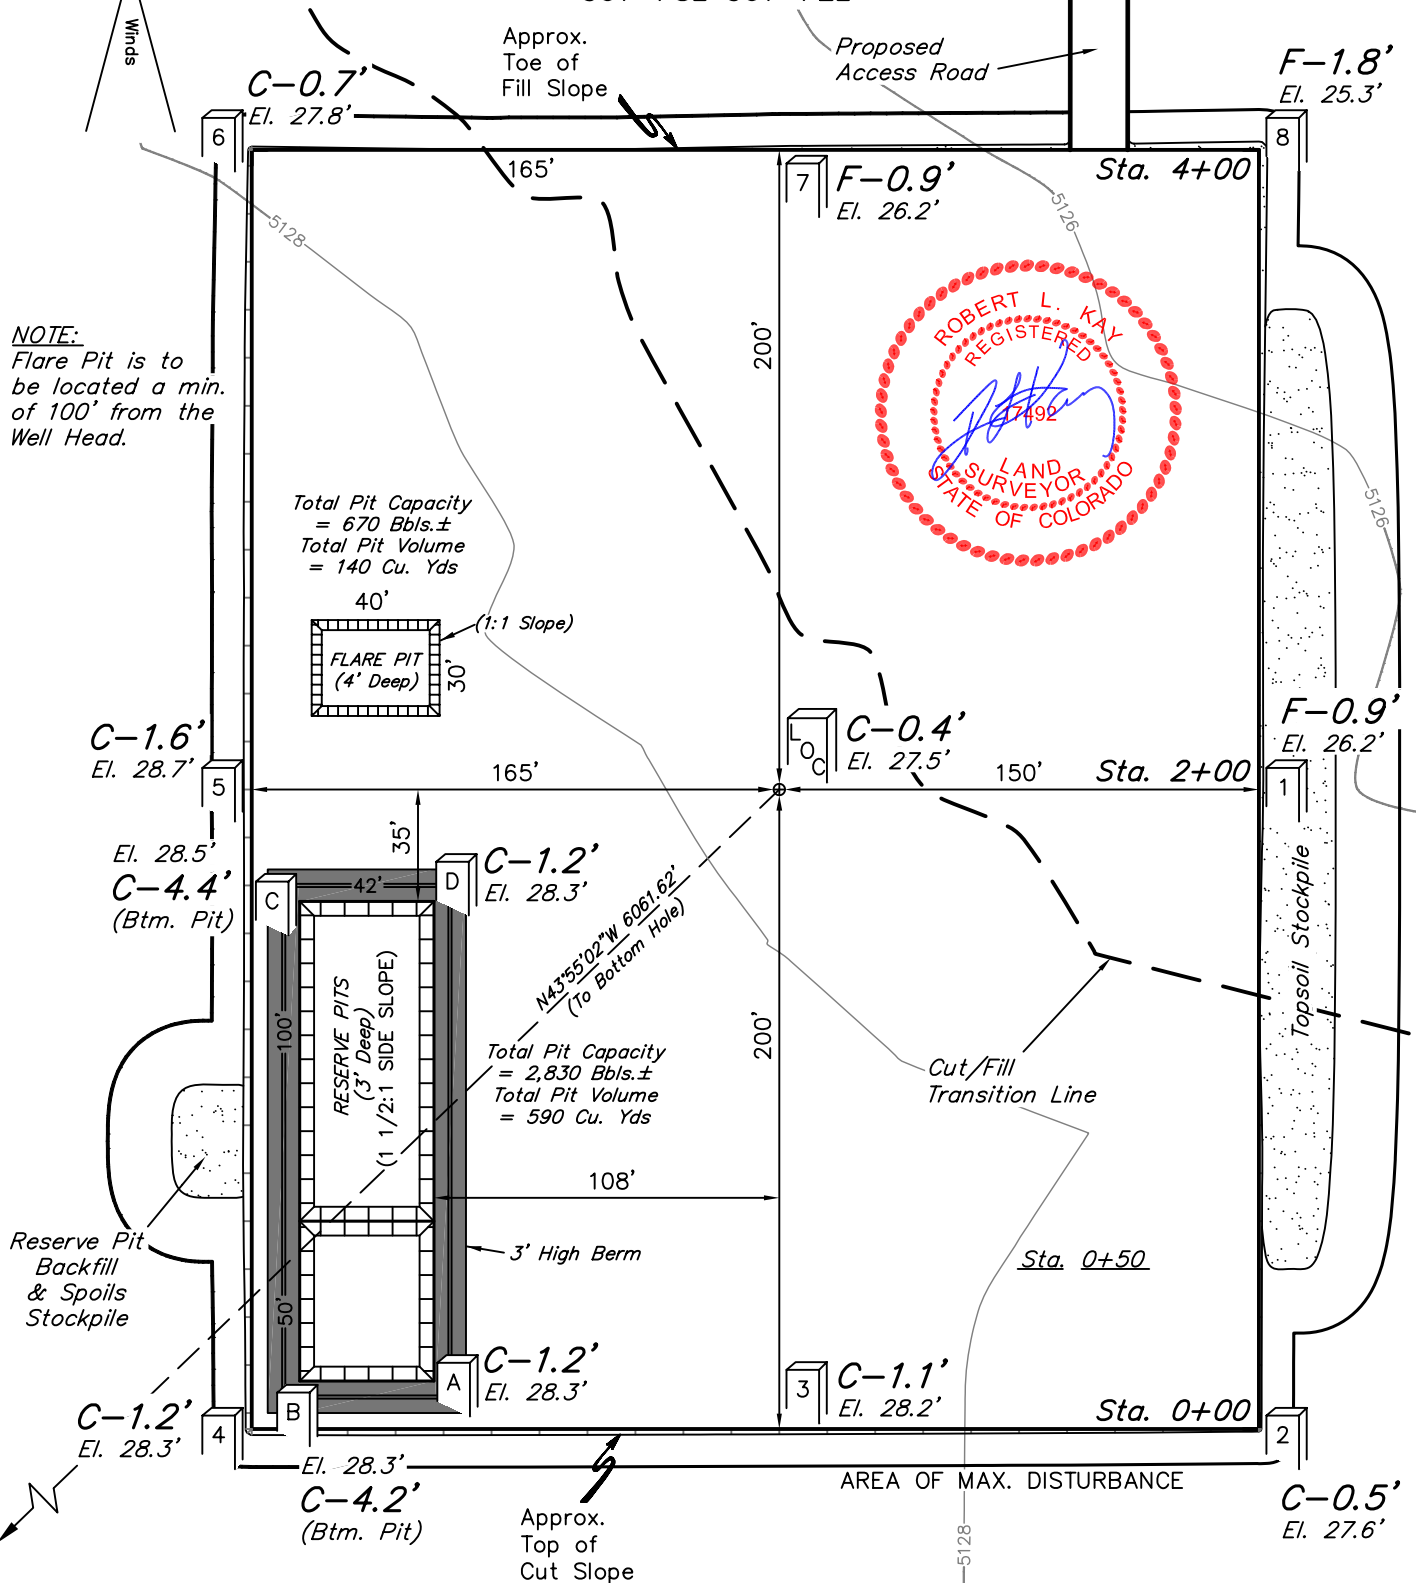 Winds
Approx.
Toe of
Fill Slope
Proposed
Access Road
F-1.8'
El. 25.3'
C-0.7'
El. 27.8'
6
8
165'
7
F-0.9'
El. 26.2'
Sta. 4+00
5128
5126
200'
ROBERT L. KAY
REGISTERED
17492
LAND
SURVEYOR
STATE OF COLORADO
NOTE:
Flare Pit is to
be located a min.
of 100' from the
Well Head.
5126
Total Pit Capacity
= 670 Bbls.±
Total Pit Volume
= 140 Cu. Yds
40'
(1:1 Slope)
FLARE PIT
(4' Deep)
30'
C-1.6'
El. 28.7'
5
LOC
C-0.4'
El. 27.5'
F-0.9'
El. 26.2'
1
165'
150'
Sta. 2+00
35'
El. 28.5'
C-4.4'
(Btm. Pit)
C
42'
D
C-1.2'
El. 28.3'
N43°55'02"W 6061.62'
(To Bottom Hole)
Topsoil Stockpile
100'
RESERVE PITS
(3' Deep)
(1 1/2:1 SIDE SLOPE)
200'
Total Pit Capacity
= 2,830 Bbls.±
Total Pit Volume
= 590 Cu. Yds
Cut/Fill
Transition Line
108'
Reserve Pit
Backfill
& Spoils
Stockpile
3' High Berm
Sta. 0+50
50'
C-1.2'
El. 28.3'
A
B
C-1.2'
El. 28.3'
4
3
C-1.1'
El. 28.2'
Sta. 0+00
2
El. 28.3'
C-4.2'
(Btm. Pit)
AREA OF MAX. DISTURBANCE
C-0.5'
El. 27.6'
Approx.
Top of
Cut Slope
5128